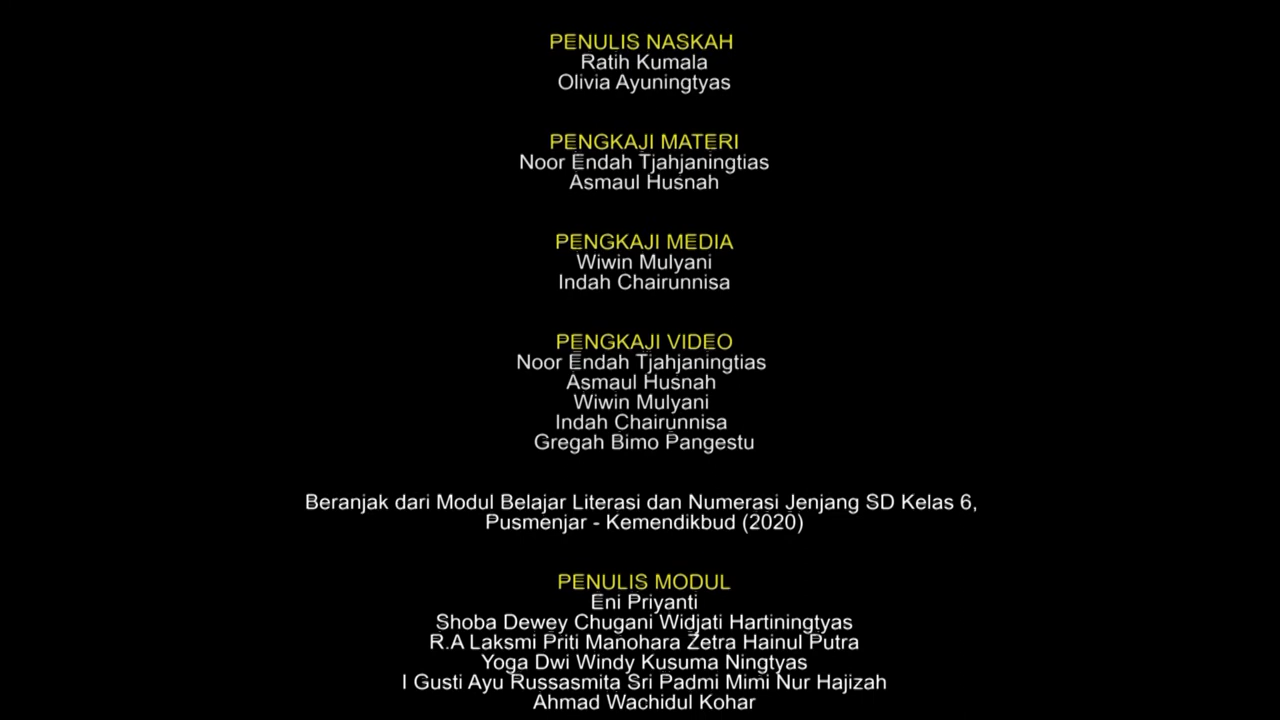 PENULIS NASKAH
Ratih Kumala
Olivia Ayuningtyas
PENGKAJI MATERI
Noor Endah Tjahjaningtias
Asmaul Husnah
PENGKAJI MEDIA
Wiwin Mulyani
Indah Chairunnisa
PENGKAJI VIDEO
Noor Endah Tjahjaningtias
Asmaul Husnah
Wiwin Mulyani
Indah Chairunnisa
Gregah Bimo Pangestu
Beranjak dari Modul Belajar Literasi dan Numerasi Jenjang SD Kelas 6,
Pusmenjar - Kemendikbud (2020)
PENULIS MODUL
Eni Priyanti
Shoba Dewey Chugani Widjati Hartiningtyas
R.A Laksmi Priti Manohara Zetra Hainul Putra
Yoga Dwi Windy Kusuma Ningtyas
I Gusti Ayu Russasmita Sri Padmi Mimi Nur Hajizah
Ahmad Wachidul Kohar